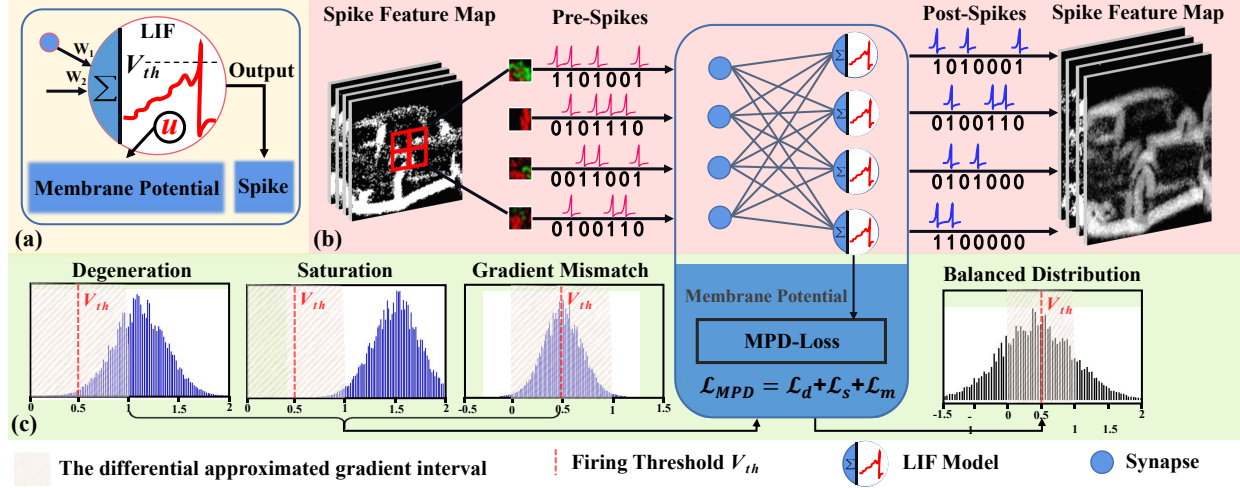 LIF
W1
W2
Vth
Σ
Output
u
Membrane Potential
Spike
(a)
Spike Feature Map
Pre-Spikes
Post-Spikes
Spike Feature Map
1101001
0101110
0011001
0100110
Σ
Σ
Σ
Σ
1010001
0100110
0101000
1100000
(b)
Degeneration
Vth
0 0.5 1 1.5 2
Saturation
Vth
0 0.5 1 1.5 2
Gradient Mismatch
Vth
-0.5 0 0.5 1 1.5
Membrane Potential
MPD-Loss
ℒMPD = ℒd+ℒs+ℒm
Balanced Distribution
Vth
-1.5 -1 -0.5 0 0.5 1 1.5 2
(c)
The differential approximated gradient interval
Firing Threshold Vth
Σ
LIF Model
Synapse